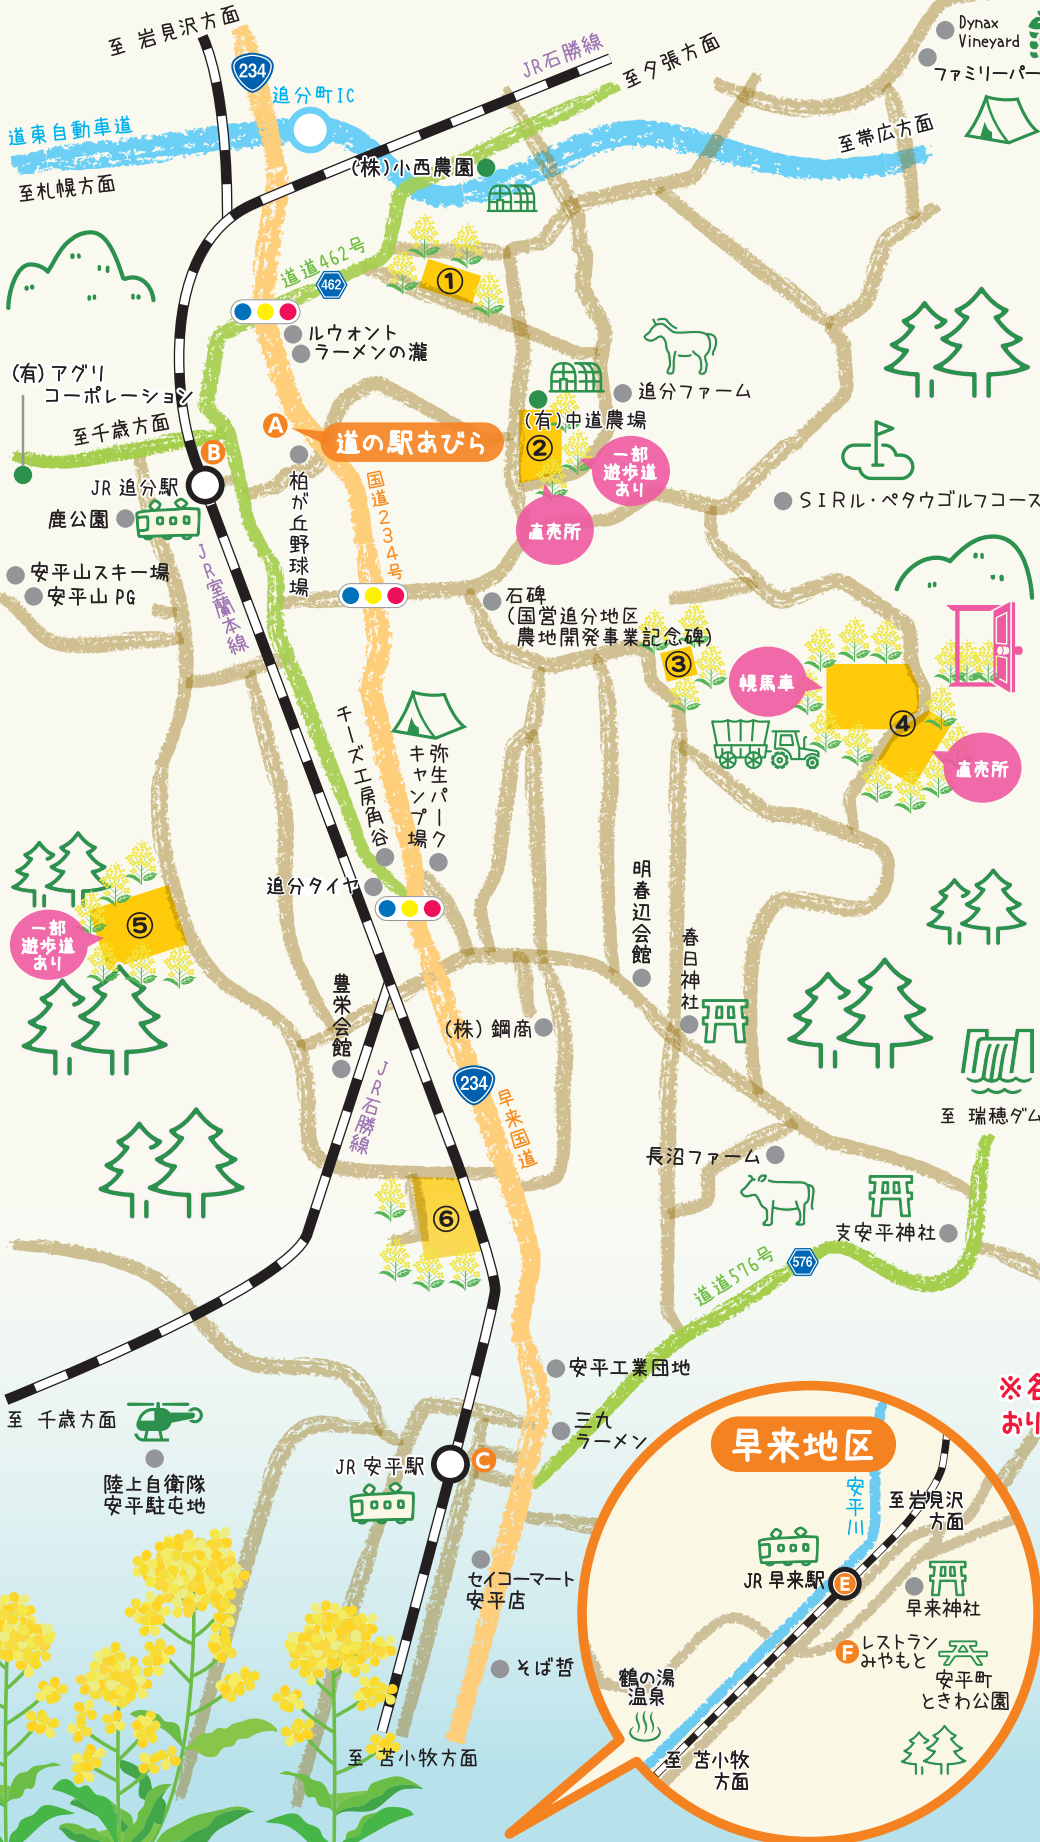 至 岩見沢方面
234
JR石勝線
至夕張方面
Dynax
Vineyard
ファミリーパー
追分町IC
道東自動車道
至札幌方面
至帯広方面
(株)小西農園
道道462号
462
①
ルウォント
ラーメンの瀧
(有)アグリ
コーポレーション
至千歳方面
追分ファーム
(有)中道農場
②
一部
遊歩道
あり
直売所
A
道の駅あびら
B
JR 追分駅
鹿公園
柏が丘野球場
国道234号
SIRル・ペタウゴルフコース
安平山スキー場
安平山 PG
JR室蘭本線
石碑
(国営追分地区
農地開発事業記念碑)
③
幌馬車
④
直売所
チーズ工房角谷
弥生パーク
キャンプ場
追分タイヤ
⑤
一部
遊歩道
あり
明春辺会館
春日神社
豊栄会館
(株)鋼商
JR石勝線
234
早来国道
至 瑞穂ダム
長沼ファーム
支安平神社
⑥
道道576号
576
安平工業団地
三九
ラーメン
至 千歳方面
陸上自衛隊
安平駐屯地
JR 安平駅
C
セイコーマート
安平店
そば哲
至 苫小牧方面
※名
おり
早来地区
安平川
至岩見沢
方面
JR 早来駅
E
早来神社
F
レストラン
みやもと
安平町
ときわ公園
鶴の湯
温泉
至 苫小牧
方面